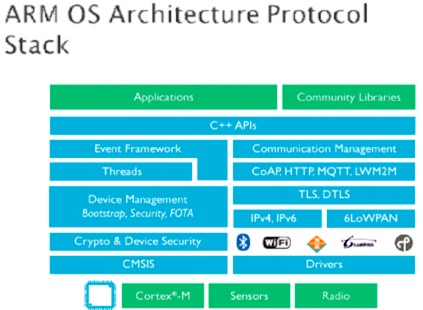 ARM OS Architecture Protocol
Stack
Applications
Community Libraries
C++ APIs
Event Framework
Communication Management
Threads
CoAP, HTTP, MQTT, LWM2M
Device Management
Bootstrap, Security, FOTA
TLS, DTLS
IPv4, IPv6
6LoWPAN
Crypto & Device Security
WiFi
6LoWPAN
CMSIS
Drivers
Cortex®-M
Sensors
Radio